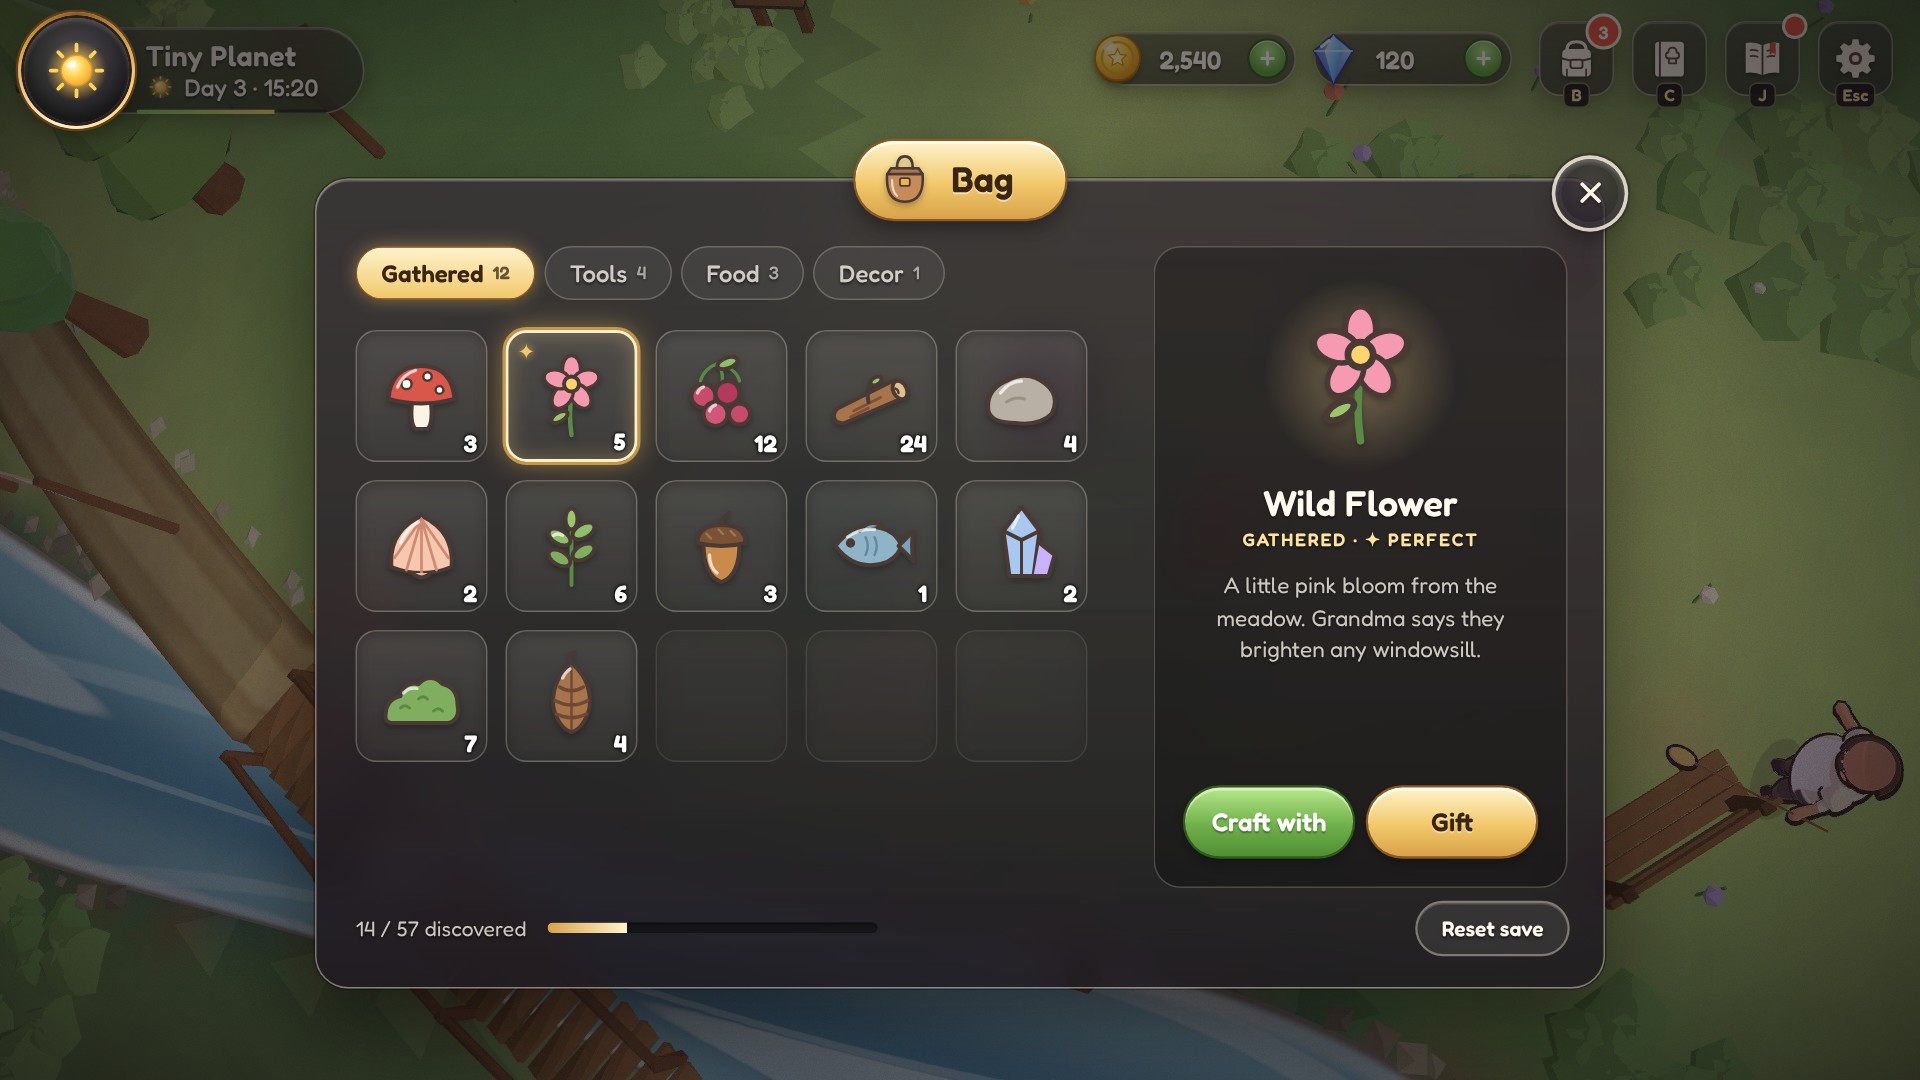 Tiny Planet
Day 3 · 15:20
2,540
120
3
B
C
J
Esc
Bag
Gathered 12
Tools 4
Food 3
Decor 1
3
5
12
24
4
2
6
3
1
2
7
4
Wild Flower
GATHERED · ✦ PERFECT
A little pink bloom from the
meadow. Grandma says they
brighten any windowsill.
Craft with
Gift
14 / 57 discovered
Reset save